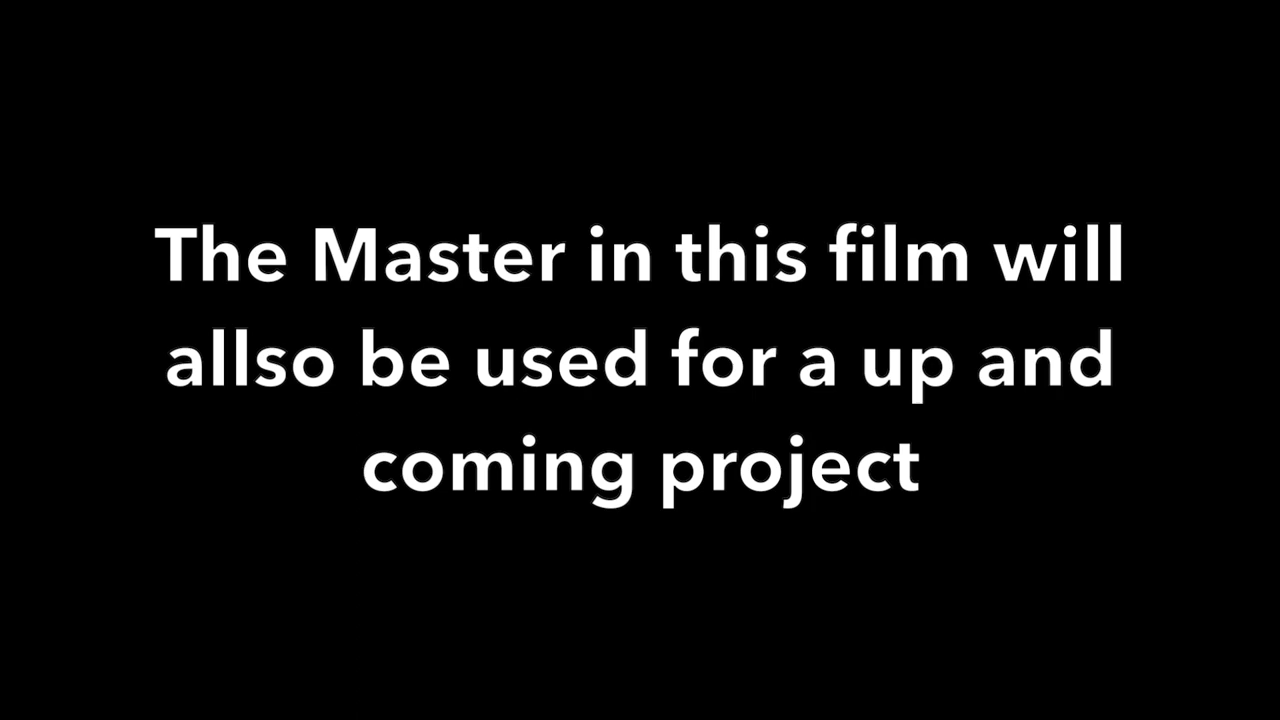 The Master in this film will
allso be used for a up and
coming project